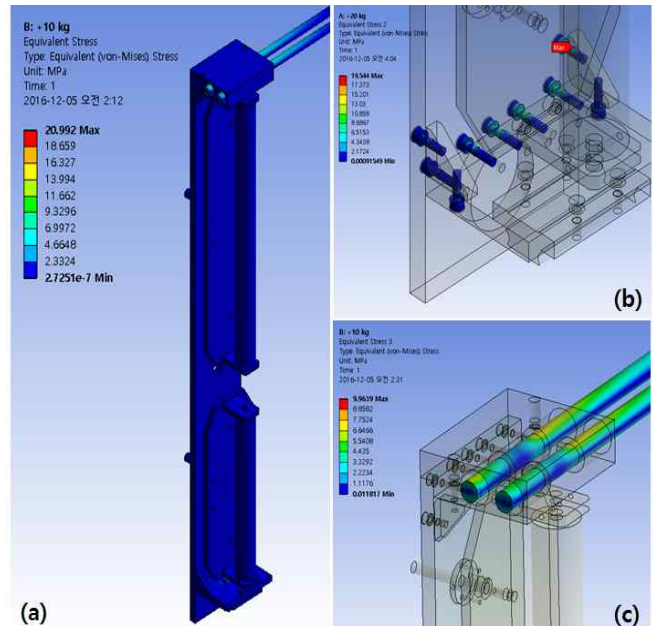 B: +10 kg
Equivalent Stress
Type: Equivalent (von-Mises) Stress
Unit: MPa
Time: 1
2016-12-05 오전 2:12
20.992 Max
18.659
16.327
13.994
11.662
9.3296
6.9972
4.6648
2.3324
2.7251e-7 Min
(a)
A: +20 kg
Equivalent Stress 2
Type: Equivalent (von-Mises) Stress
Unit: MPa
Time: 1
2016-12-05 오전 4:04
19.544 Max
17.373
15.201
13.03
10.858
8.6867
6.5153
4.3439
2.1724
0.00091549 Min
Max
(b)
B: +10 kg
Equivalent Stress 3
Type: Equivalent (von-Mises) Stress
Unit: MPa
Time: 1
2016-12-05 오전 2:31
9.9639 Max
8.8582
7.7524
6.6466
5.5408
4.435
3.3292
2.2234
1.1176
0.011817 Min
(c)